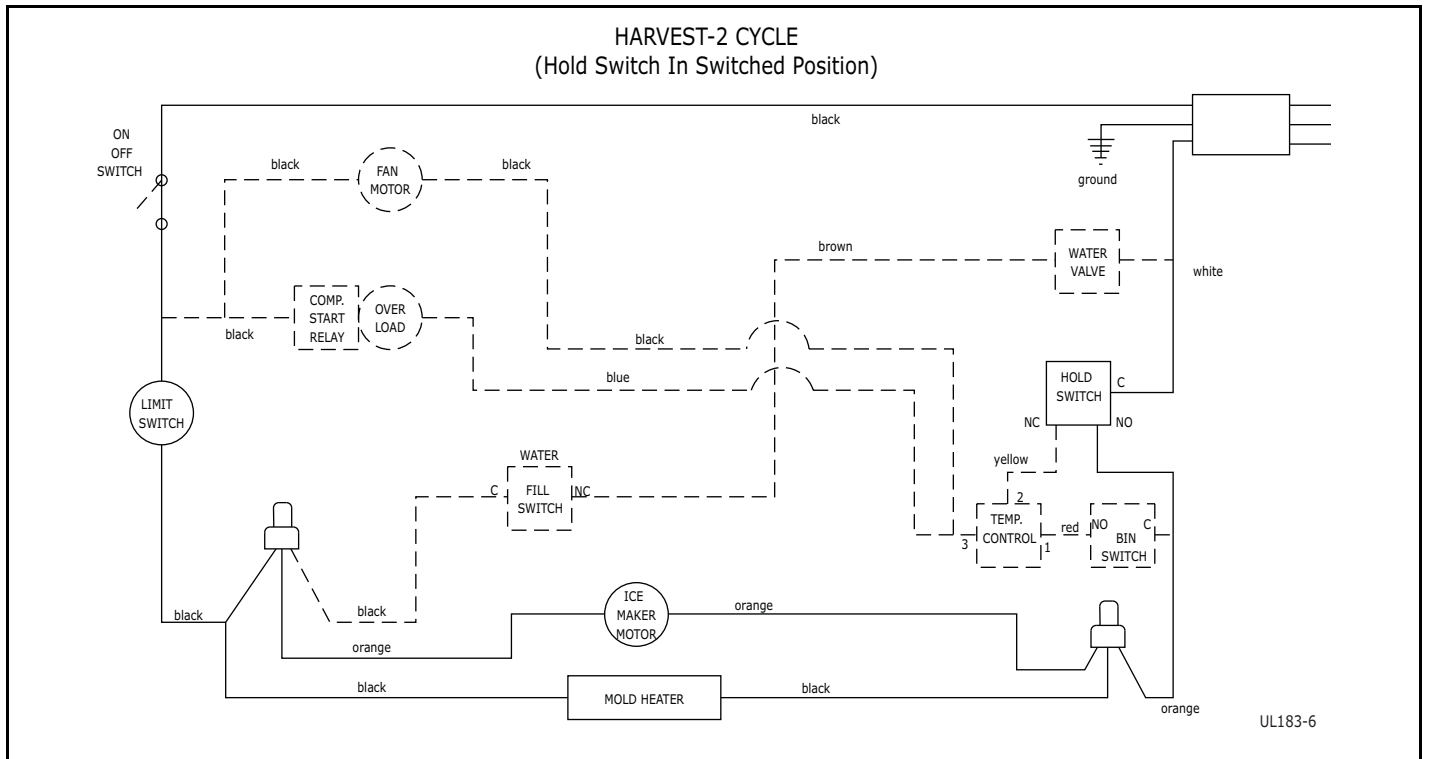 HARVEST-2 CYCLE
(Hold Switch In Switched Position)
black
ON
OFF
SWITCH
ground
black
FAN
MOTOR
black
brown
WATER
VALVE
white
COMP.
START
RELAY
OVER
LOAD
black
black
blue
HOLD
SWITCH
C
NC
NO
LIMIT
SWITCH
yellow
WATER
C
FILL
SWITCH
NC
2
TEMP.
CONTROL
3
1
red
NO
C
BIN
SWITCH
black
black
orange
ICE
MAKER
MOTOR
orange
black
MOLD HEATER
black
orange
UL183-6